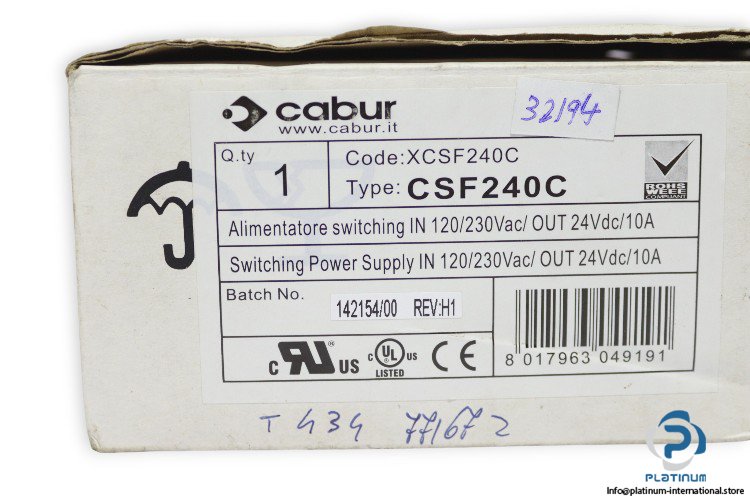 cabur
www.cabur.it
32194
Q.ty
1
Code:XCSF240C
Type: CSF240C
ROHS
WEEE
COMPLIANT
Alimentatore switching IN 120/230Vac/ OUT 24Vdc/10A
Switching Power Supply IN 120/230Vac/ OUT 24Vdc/10A
Batch No.
142154/00 REV:H1
c RU ® US
c UL ® US
LISTED
CE
8 017963 049191
T 434 771672
PLATINUM
Info@platinum-international.store